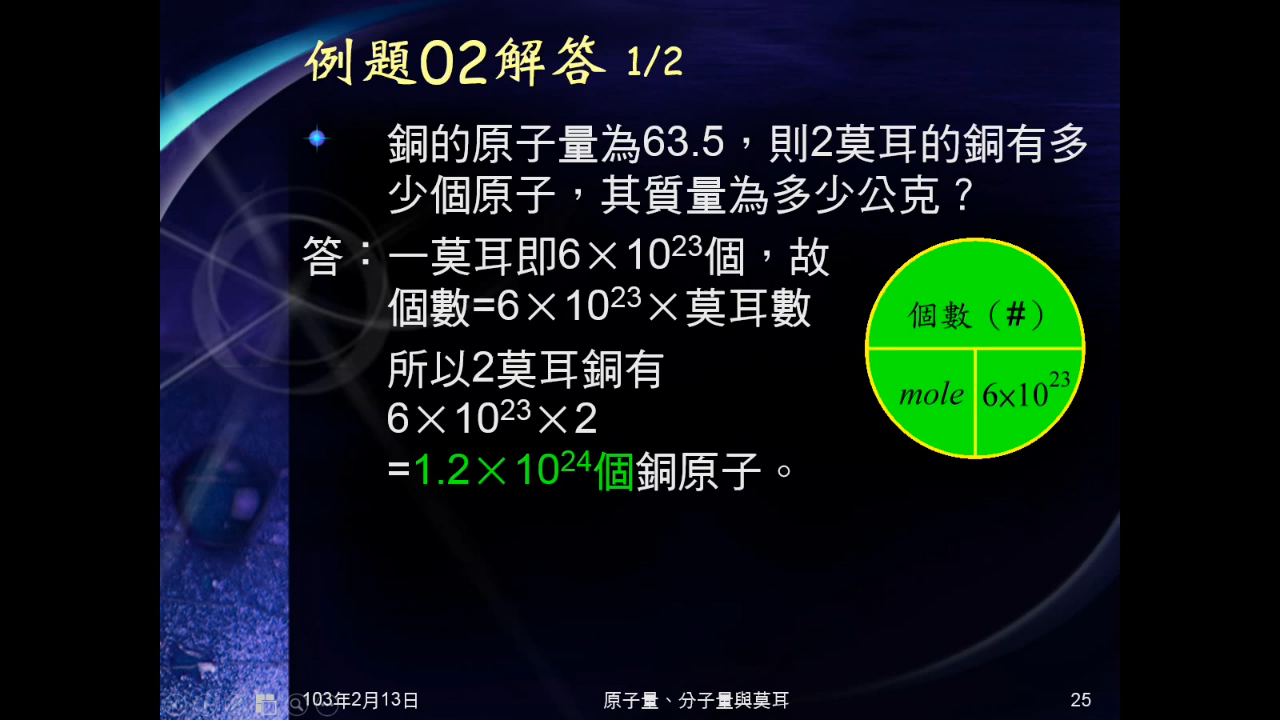 例題02解答 1/2
銅的原子量為63.5，則2莫耳的銅有多
少個原子，其質量為多少公克？
答：一莫耳即6×10²³個，故
個數=6×10²³×莫耳數
所以2莫耳銅有
6×10²³×2
=1.2×10²⁴個銅原子。
個數（#）
mole 6×10²³
103年2月13日 原子量、分子量與莫耳 25